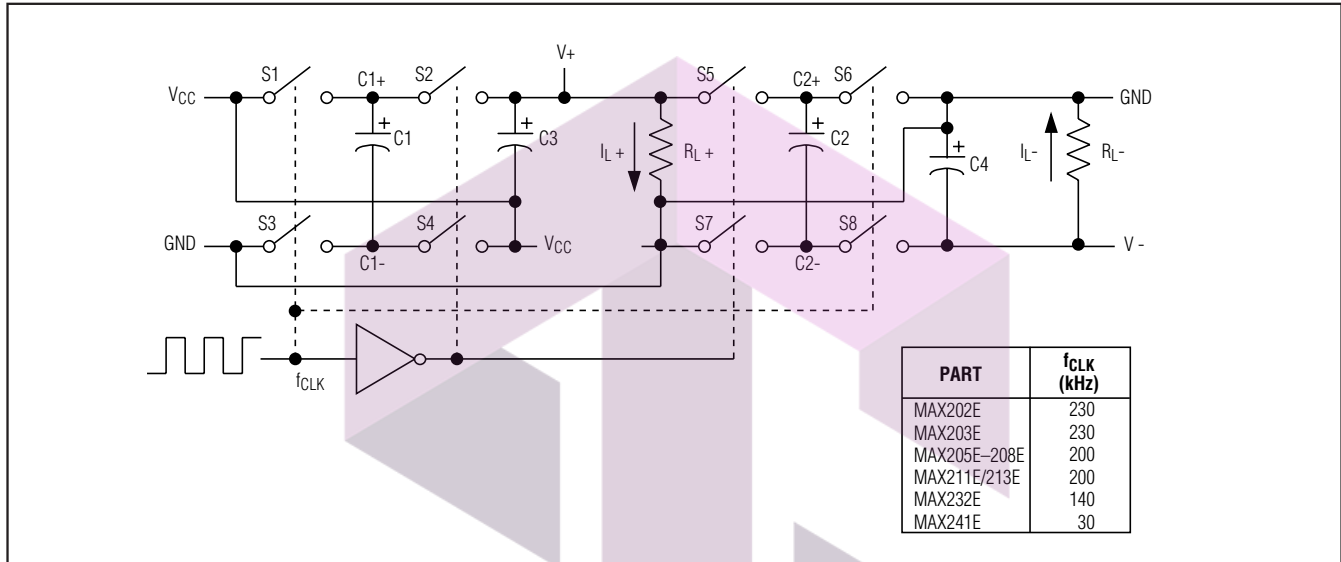 V+
S1 C1+ S2 S5 C2+ S6
VCC GND
+ C1 + C3 IL + RL + + C2 + C4 IL- RL-
S3 S4 S7 S8
GND C1- VCC C2- V -
fCLK
PART fCLK (kHz)
MAX202E 230
MAX203E 230
MAX205E–208E 200
MAX211E/213E 200
MAX232E 140
MAX241E 30